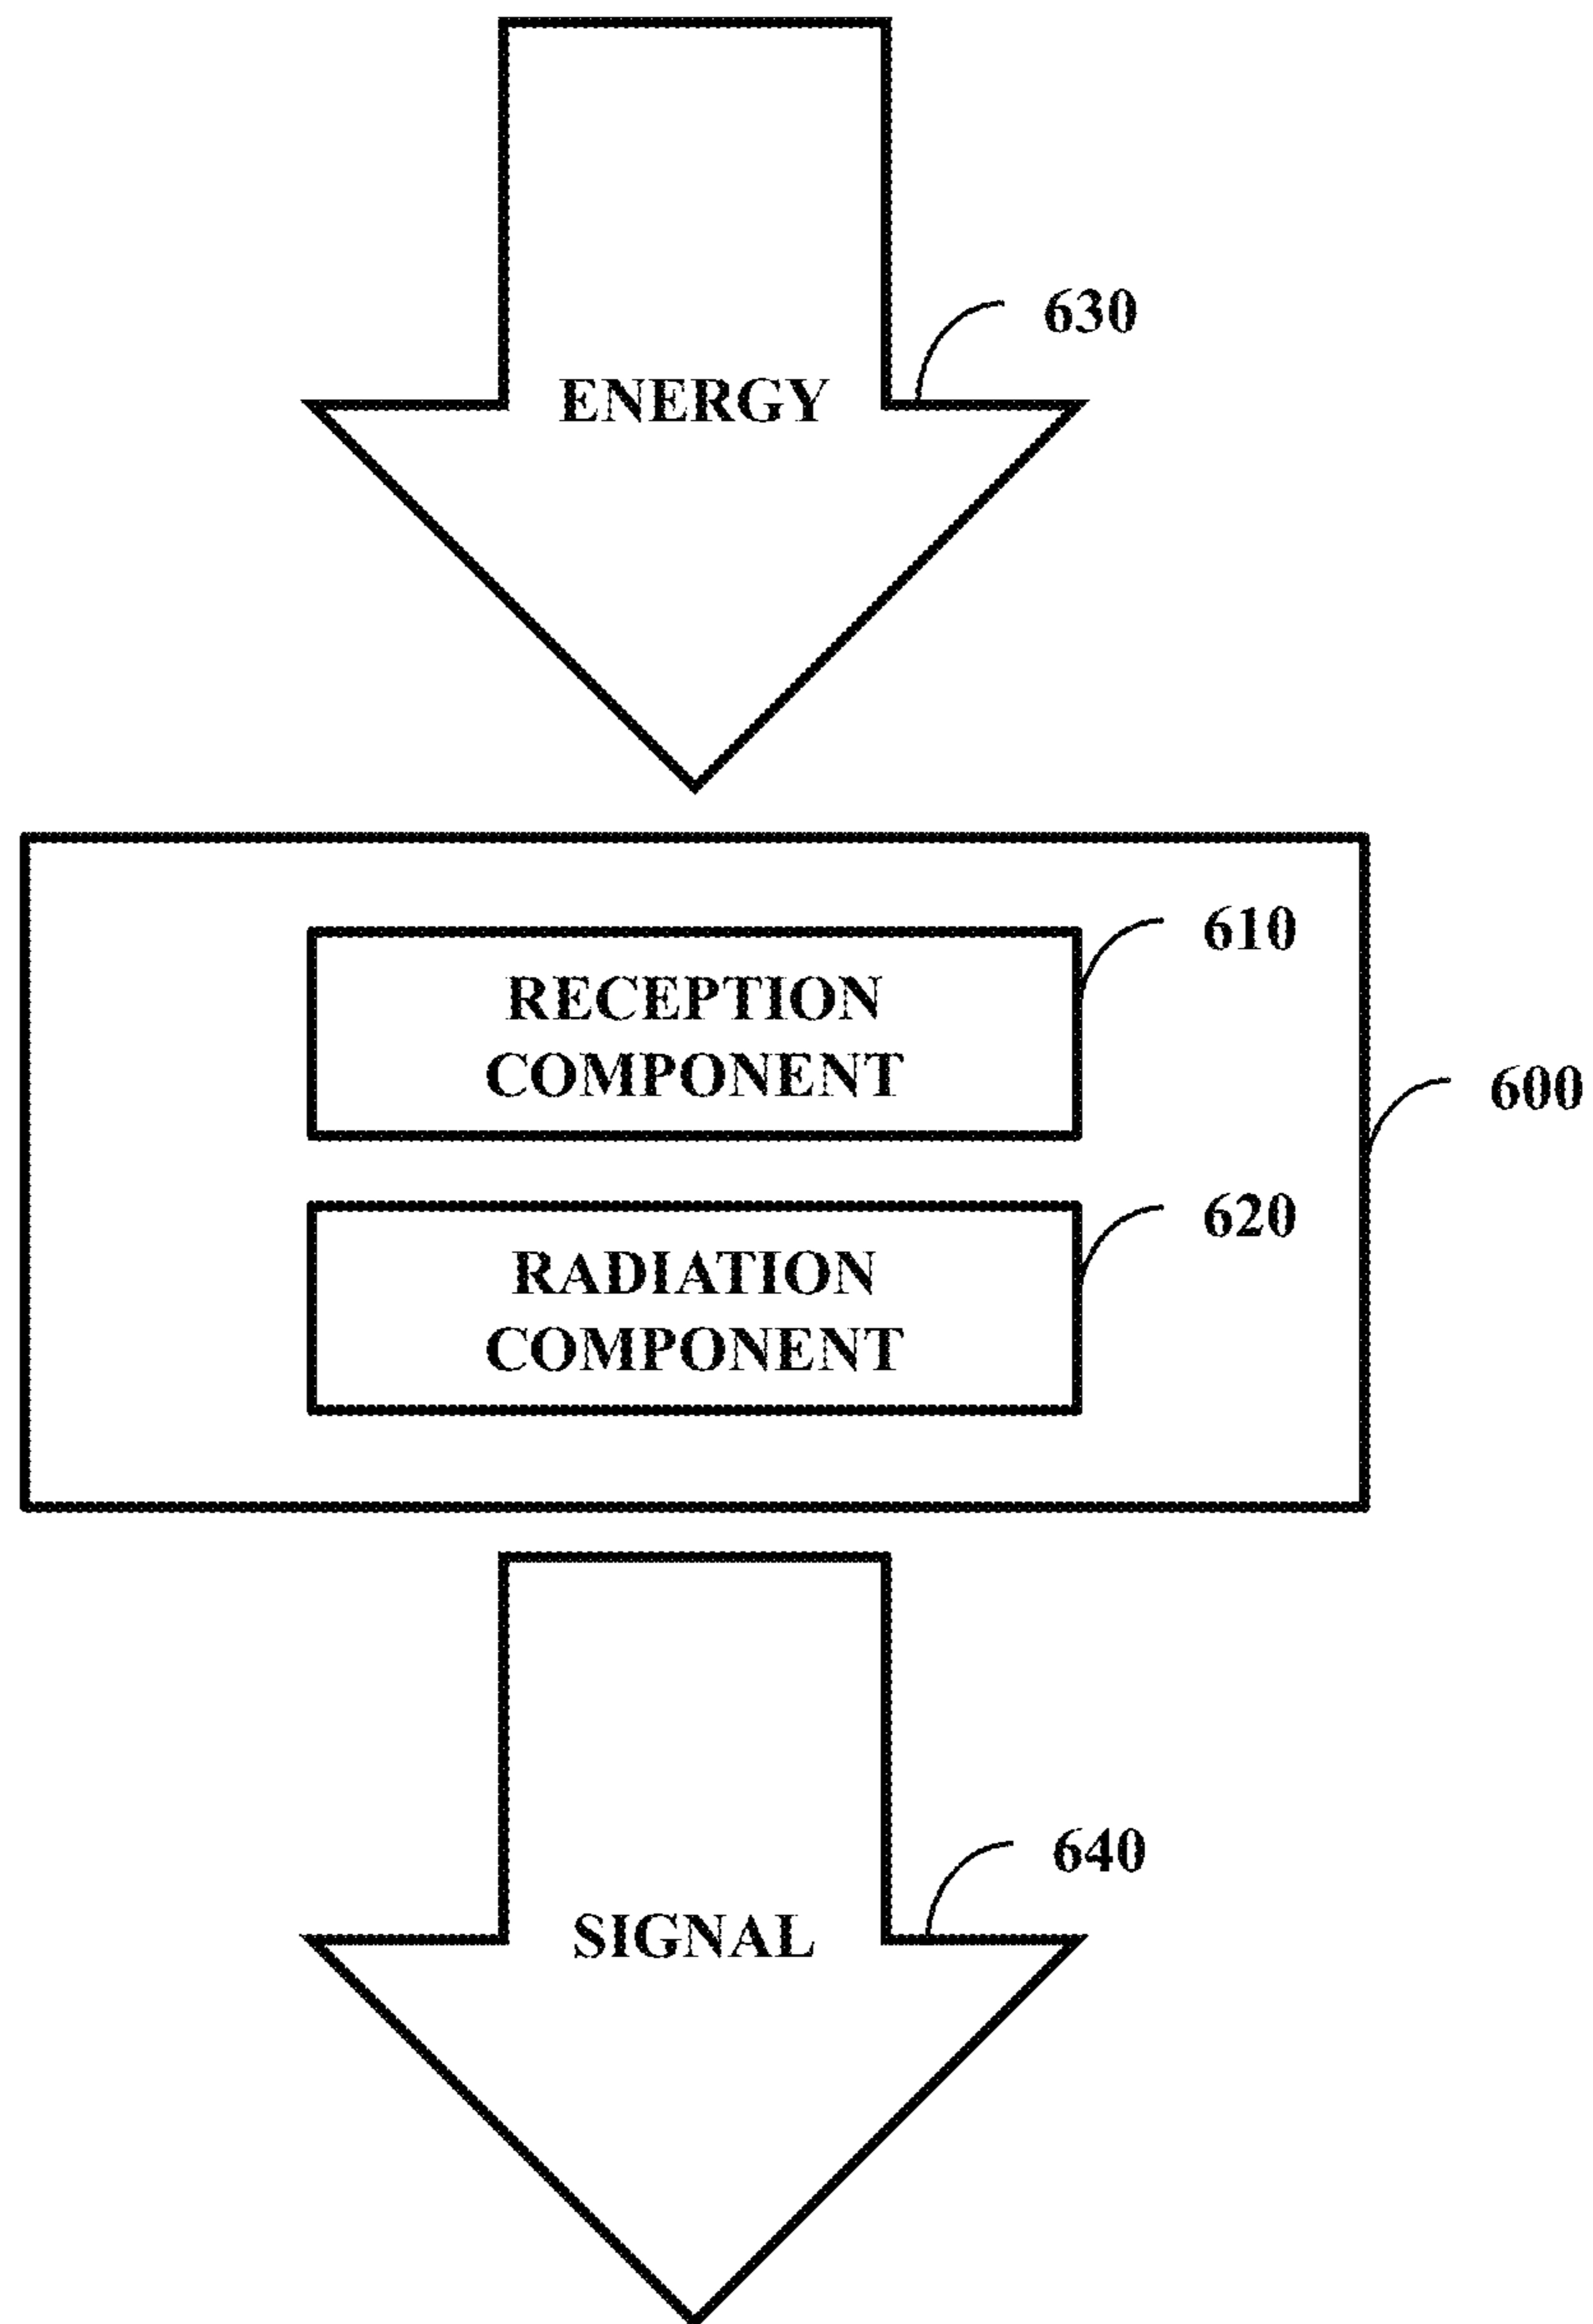 630
ENERGY
610
RECEPTION
COMPONENT
600
620
RADIATION
COMPONENT
640
SIGNAL